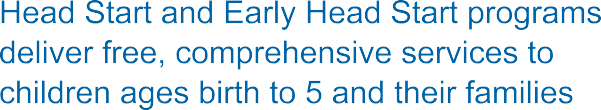 Head Start and Early Head Start programs
deliver free, comprehensive services to
children ages birth to 5 and their families